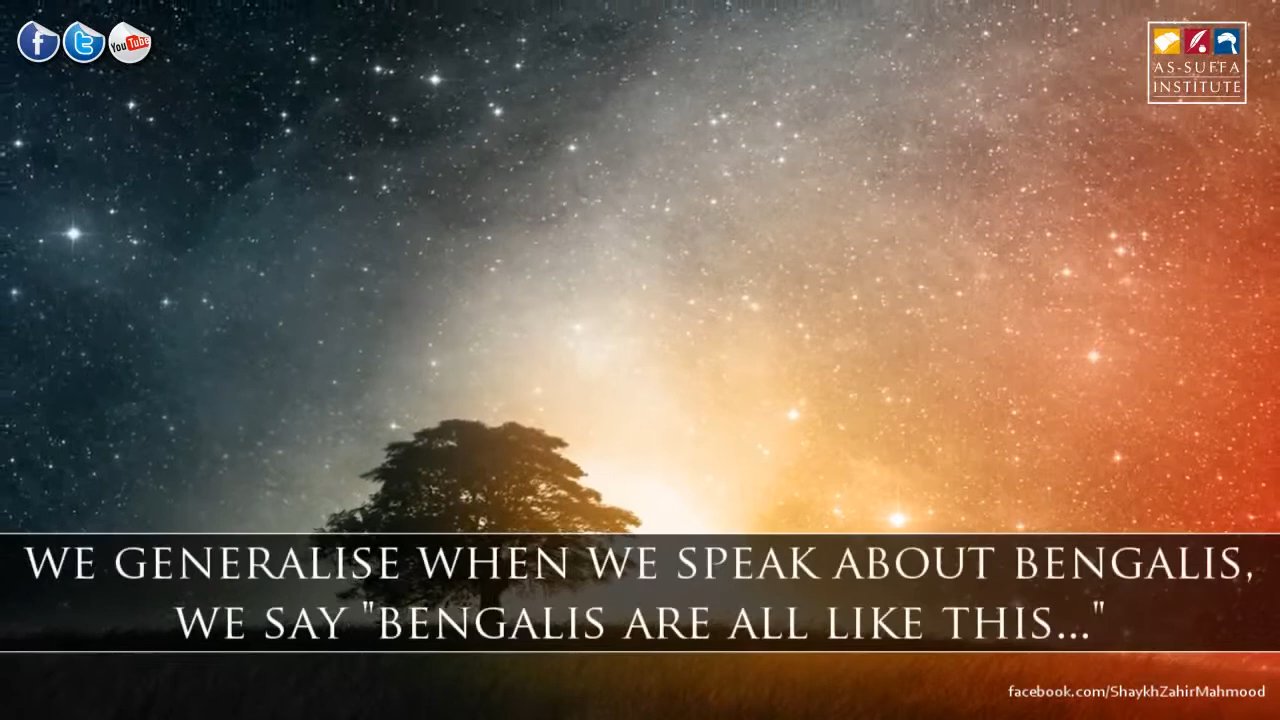 f
t
You Tube
AS-SUFFA
INSTITUTE
WE GENERALISE WHEN WE SPEAK ABOUT BENGALIS,
WE SAY "BENGALIS ARE ALL LIKE THIS..."
facebook.com/ShaykhZahirMahmood